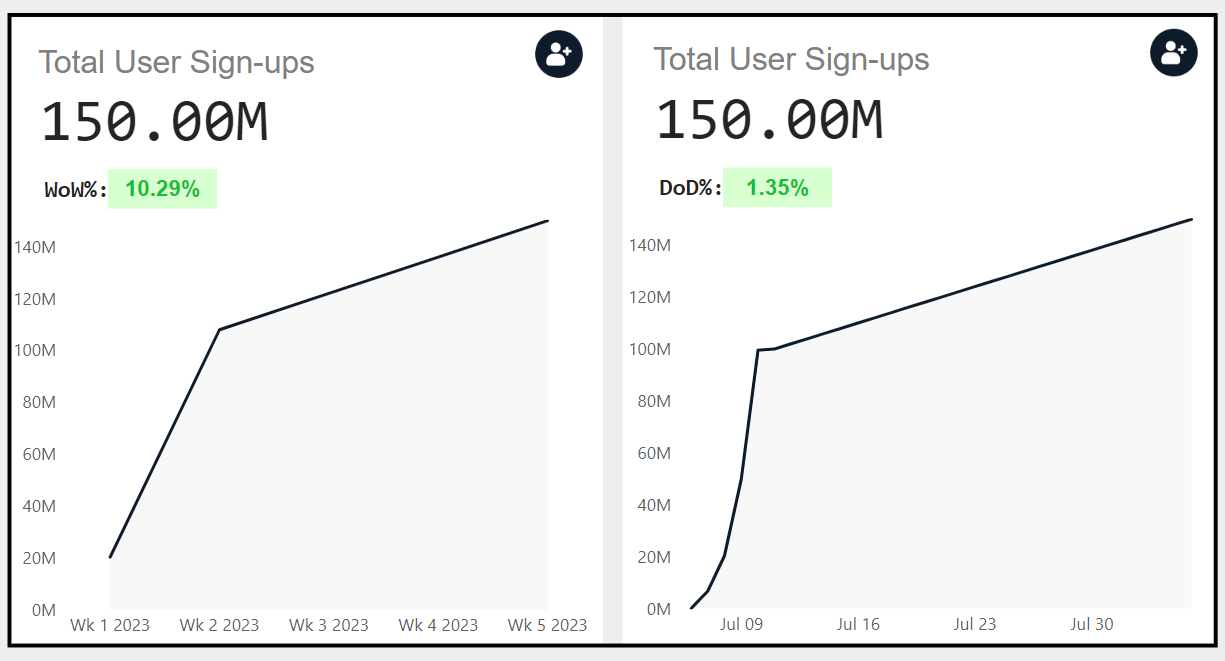 Total User Sign-ups
150.00M
WoW%: 10.29%
140M
120M
100M
80M
60M
40M
20M
0M
Wk 1 2023 Wk 2 2023 Wk 3 2023 Wk 4 2023 Wk 5 2023
Total User Sign-ups
150.00M
DoD%: 1.35%
140M
120M
100M
80M
60M
40M
20M
0M
Jul 09 Jul 16 Jul 23 Jul 30